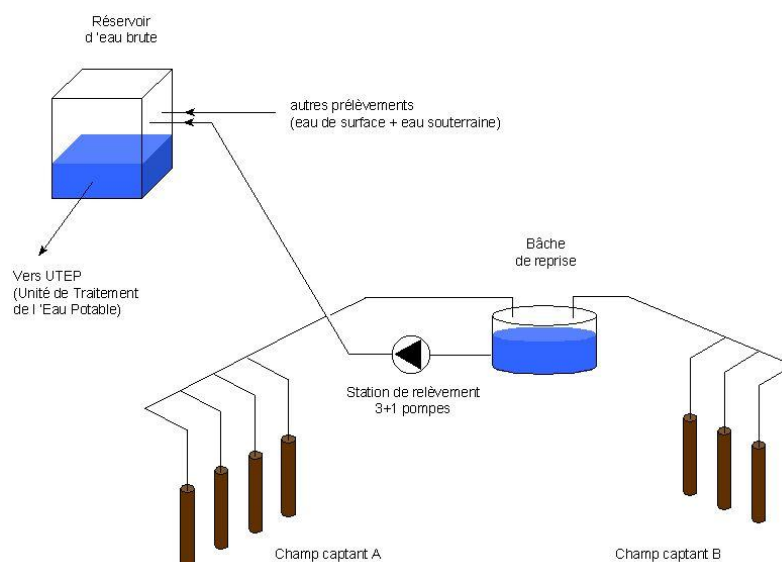 Réservoir
d 'eau brute
autres prélèvements
(eau de surface + eau souterraine)
Bâche
de reprise
Vers UTEP
(Unité de Traitement
de l 'Eau Potable)
Station de relèvement
3+1 pompes
Champ captant A
Champ captant B